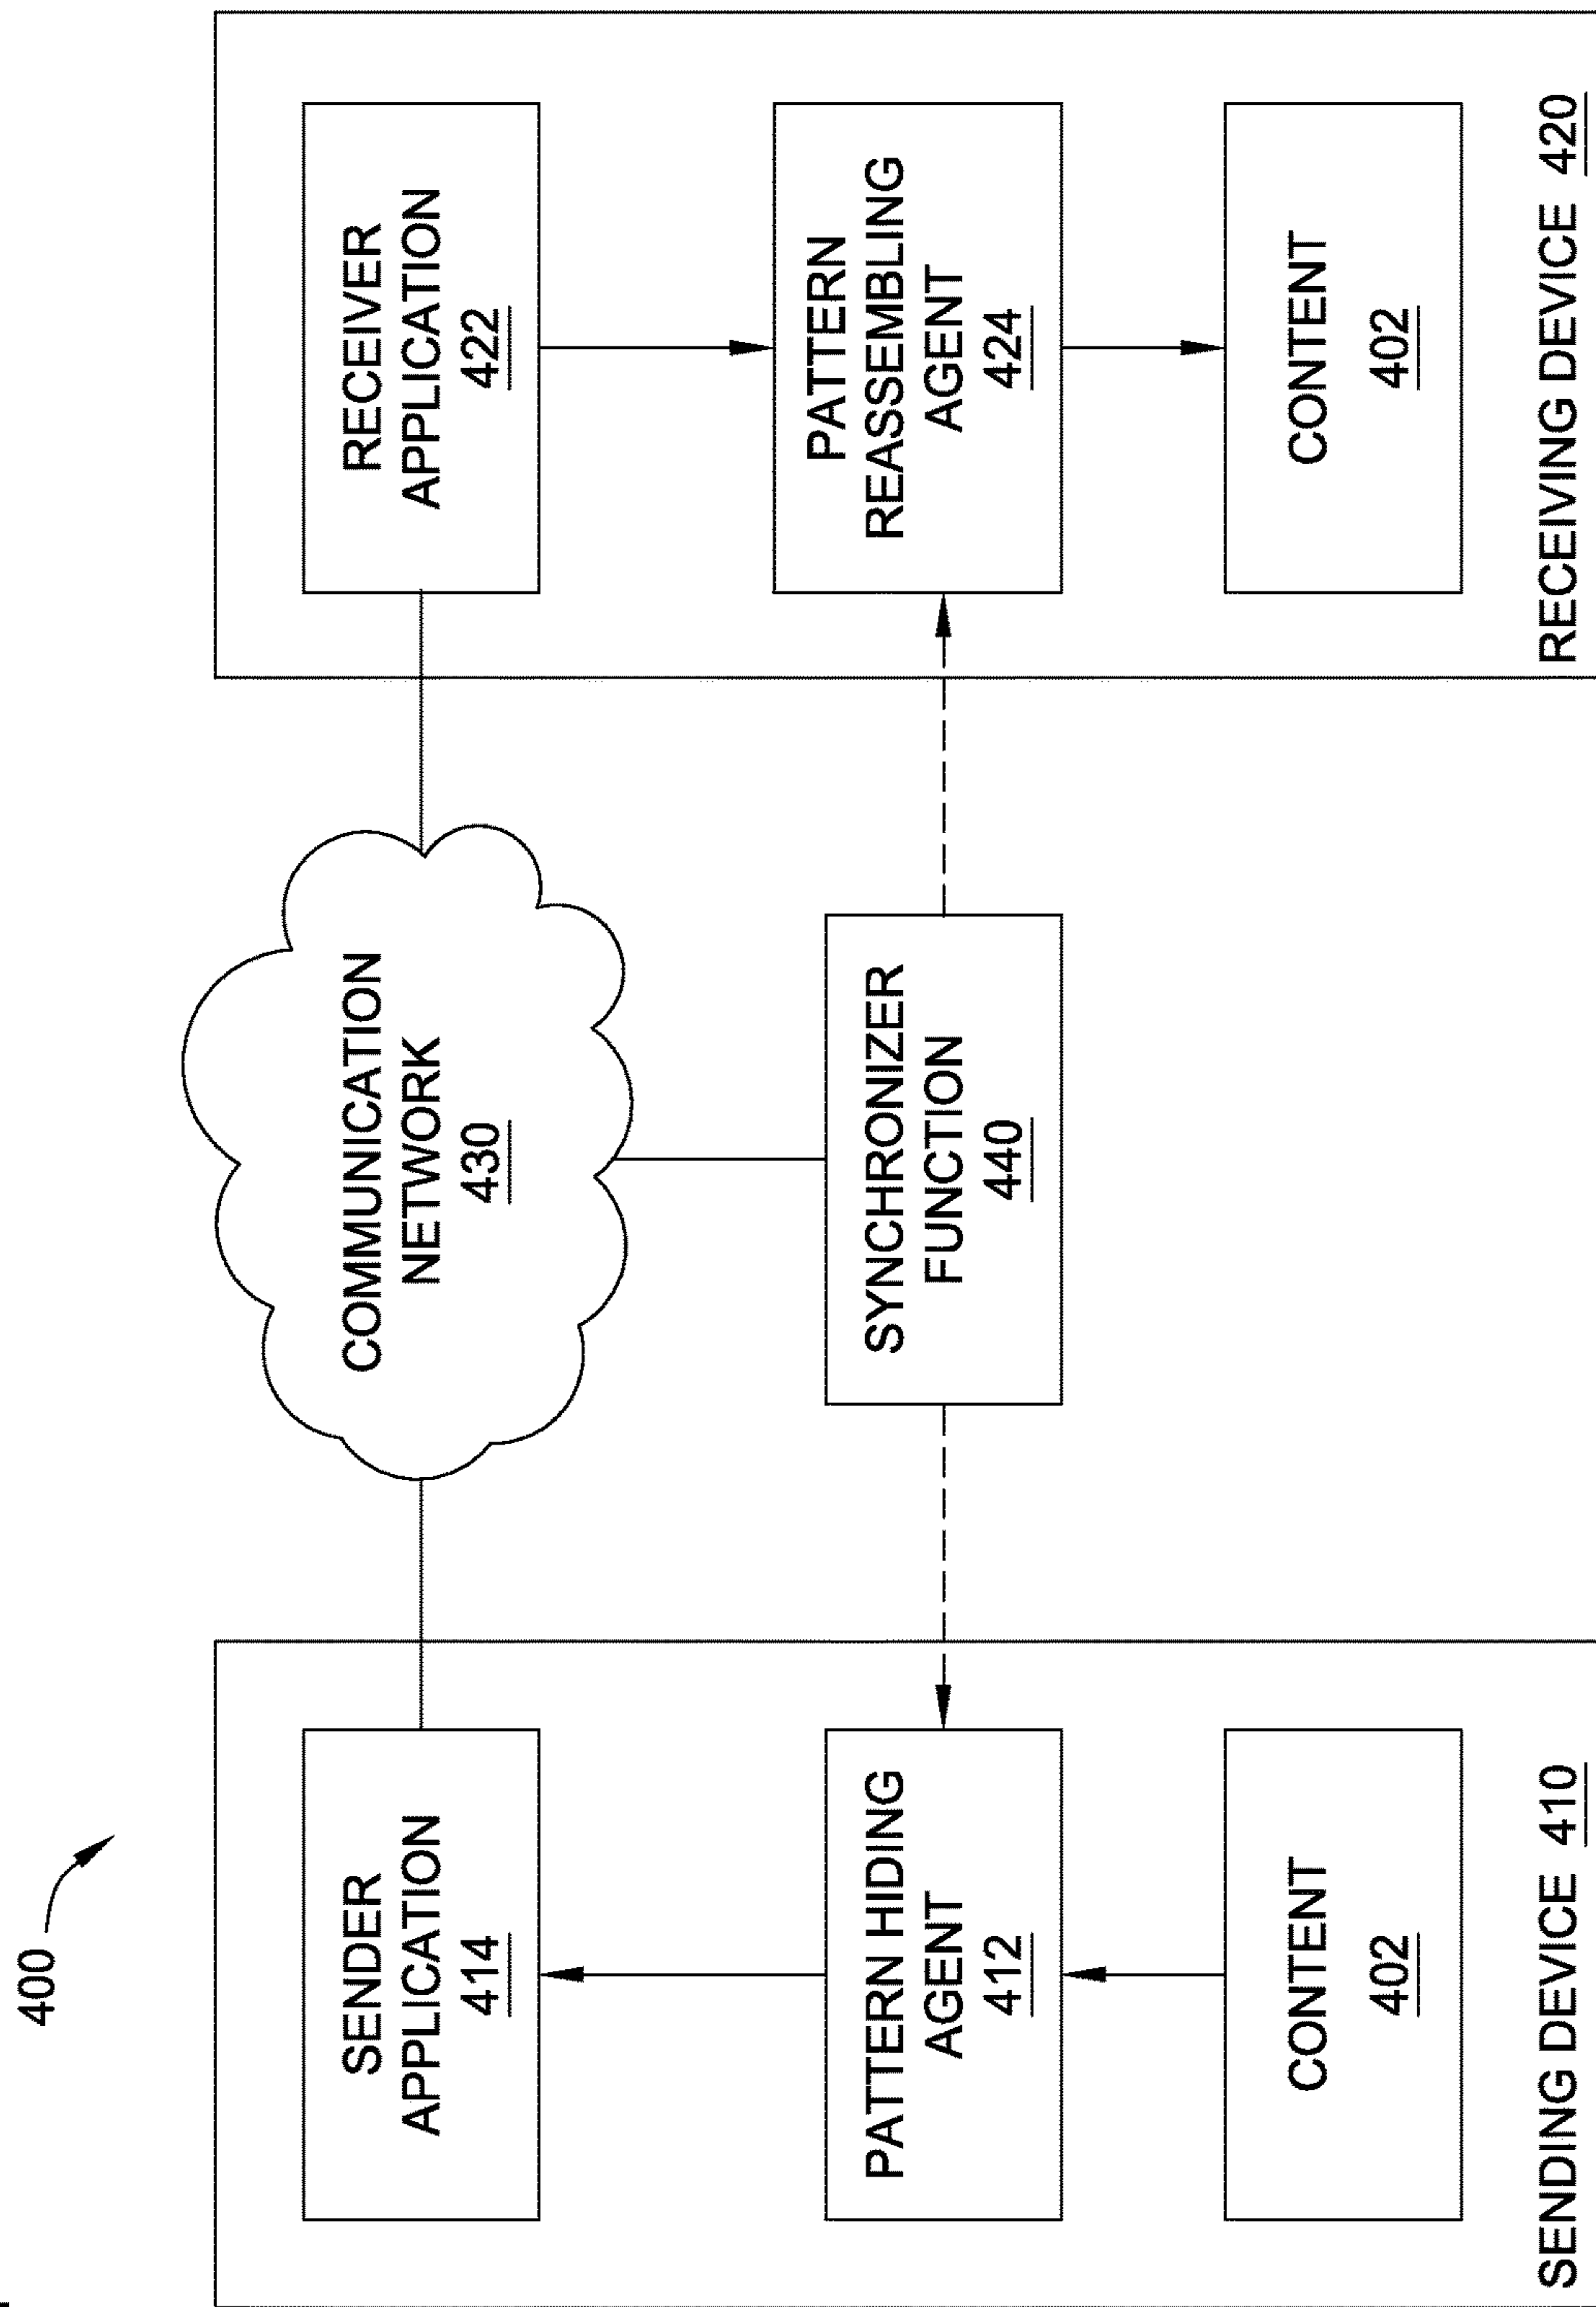 400
SENDER
APPLICATION
414
PATTERN HIDING
AGENT
412
CONTENT
402
SENDING DEVICE 410
COMMUNICATION
NETWORK
430
SYNCHRONIZER
FUNCTION
440
RECEIVER
APPLICATION
422
PATTERN
REASSEMBLING
AGENT
424
CONTENT
402
RECEIVING DEVICE 420